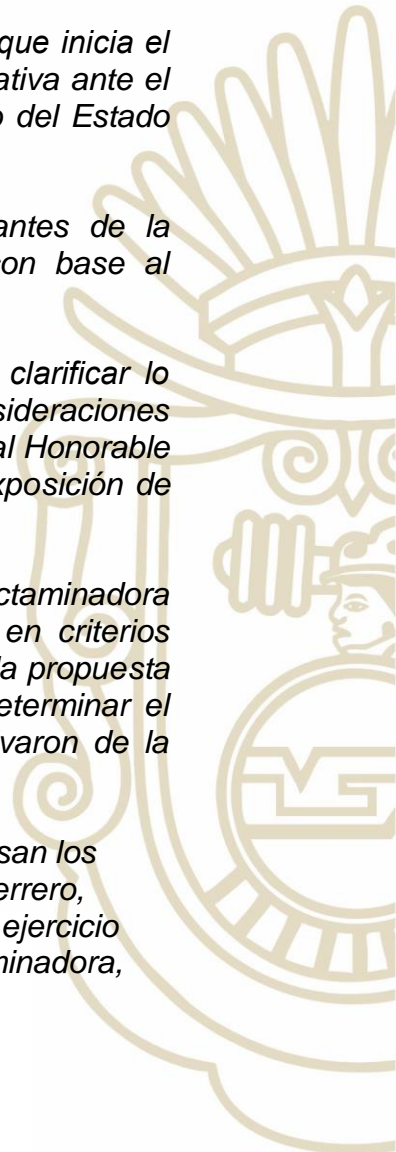 que inicia el
ativa ante el
o del Estado
antes de la
con base al
clarificar lo
sideraciones
al Honorable
xposición de
ctaminadora
en criterios
la propuesta
eterminar el
varon de la
san los
errero,
ejercicio
minadora,